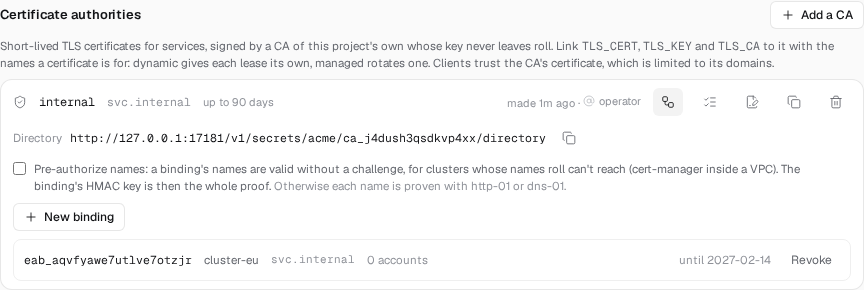 Certificate authorities
+ Add a CA
Short-lived TLS certificates for services, signed by a CA of this project's own whose key never leaves roll. Link TLS_CERT, TLS_KEY and TLS_CA to it with the
names a certificate is for: dynamic gives each lease its own, managed rotates one. Clients trust the CA's certificate, which is limited to its domains.
internal svc.internal up to 90 days made 1m ago · @ operator
Directory http://127.0.0.1:17181/v1/secrets/acme/ca_j4dush3qsdkvp4xx/directory
Pre-authorize names: a binding's names are valid without a challenge, for clusters whose names roll can't reach (cert-manager inside a VPC). The
binding's HMAC key is then the whole proof. Otherwise each name is proven with http-01 or dns-01.
+ New binding
eab_aqvfyawe7utlve7otzjr cluster-eu svc.internal 0 accounts until 2027-02-14 Revoke